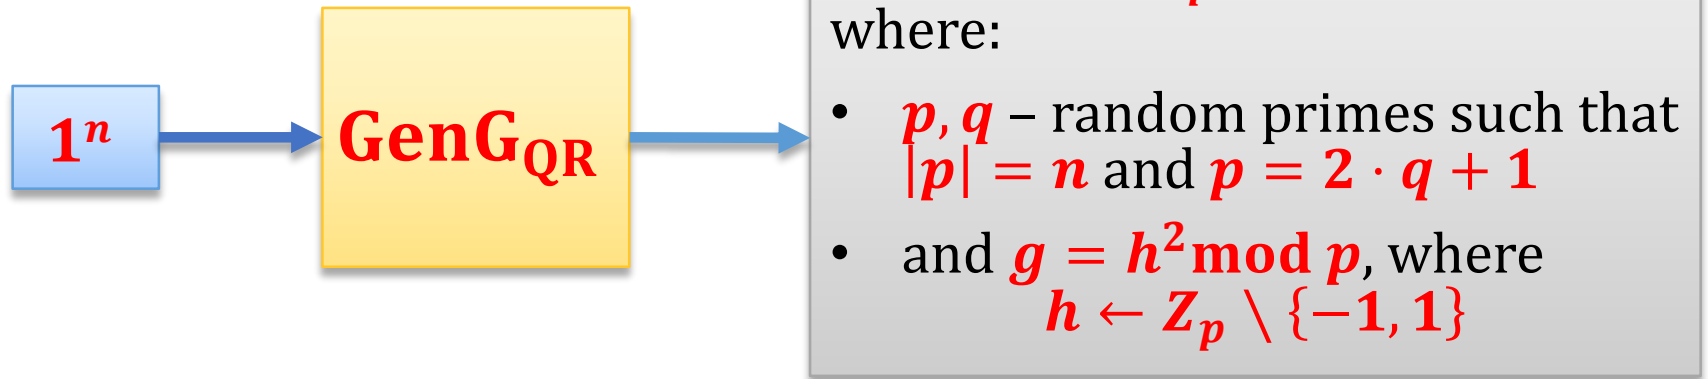 1ⁿ
GenG_QR
where:
• p, q – random primes such that
|p| = n and p = 2 · q + 1
• and g = h² mod p, where
h ← Z_p \ {−1, 1}